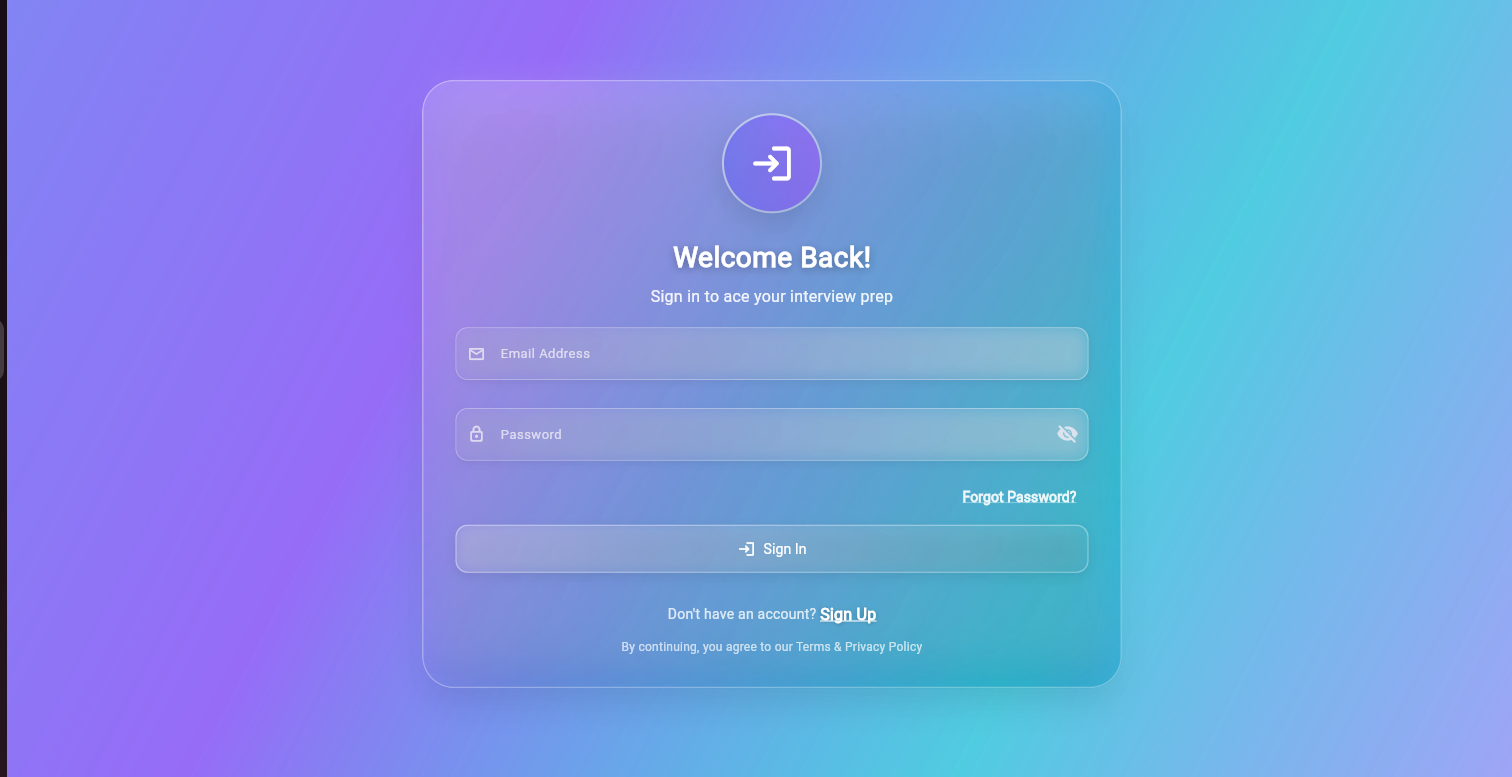 Welcome Back!
Sign in to ace your interview prep
Email Address
Password
Forgot Password?
Sign In
Don't have an account? Sign Up
By continuing, you agree to our Terms & Privacy Policy